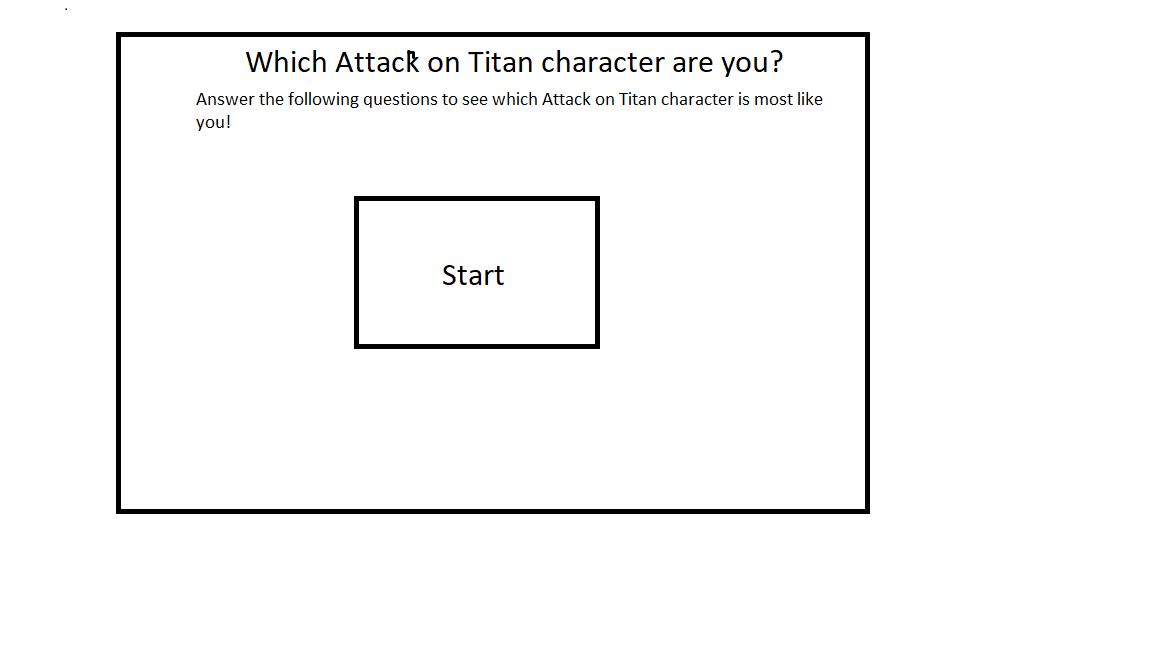 Which Attack on Titan character are you?
Answer the following questions to see which Attack on Titan character is most like
you!
Start